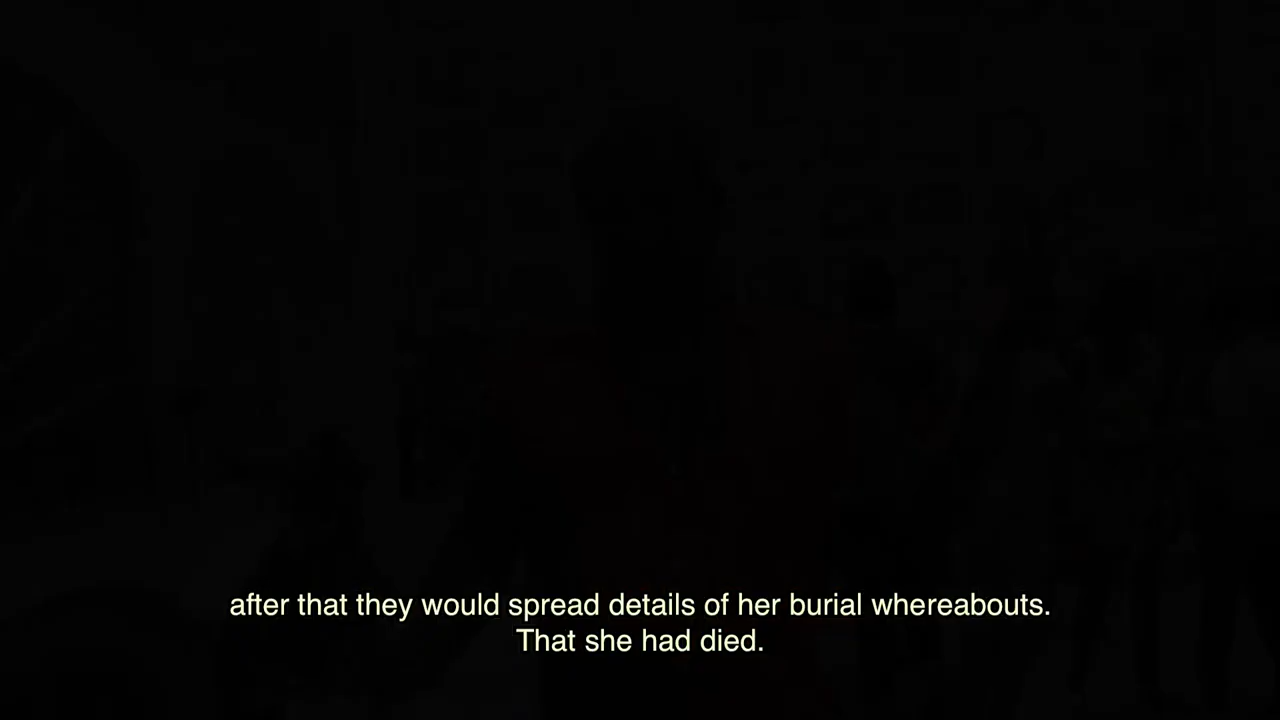 after that they would spread details of her burial whereabouts.
That she had died.